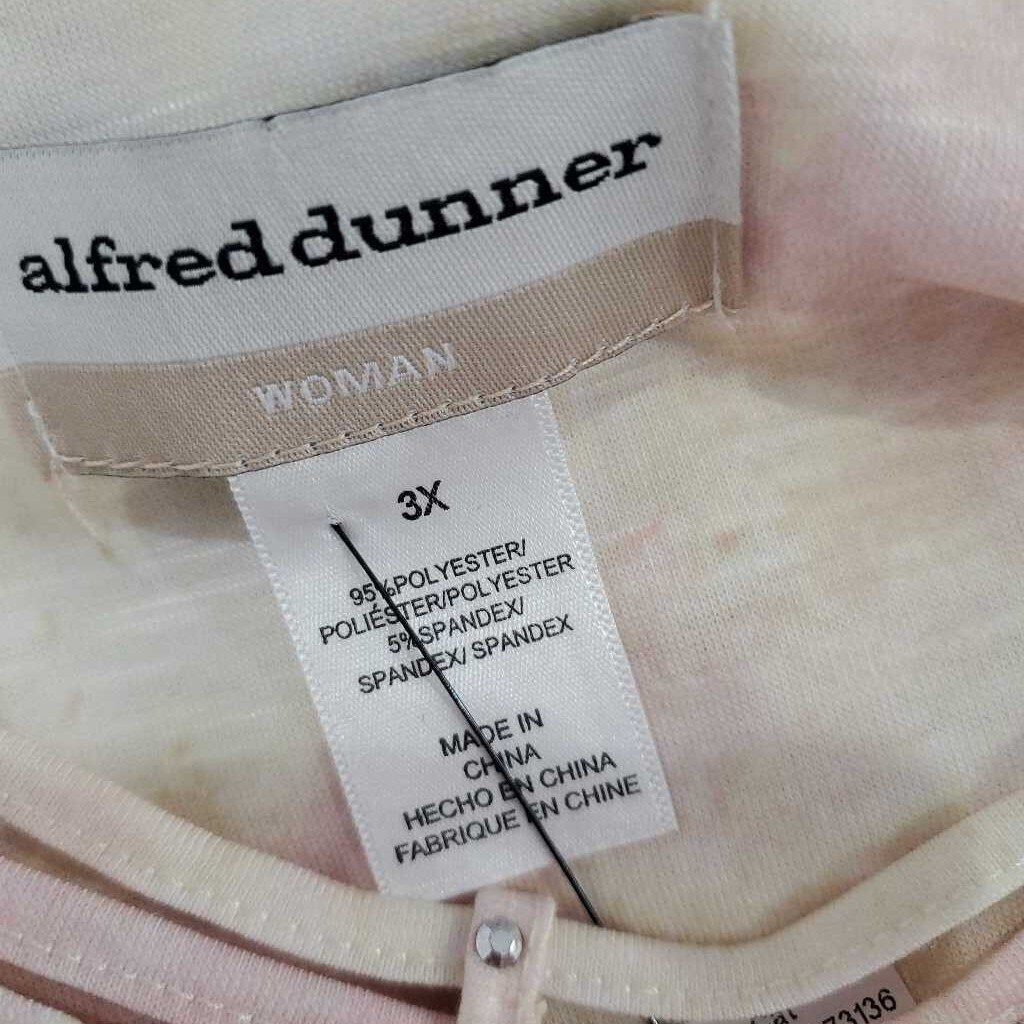 alfred dunner
WOMAN
3X
95%POLYESTER/
POLIÉSTER/POLYESTER
5%SPANDEX/
SPANDEX/ SPANDEX
MADE IN
CHINA
HECHO EN CHINA
FABRIQUE EN CHINE
73136